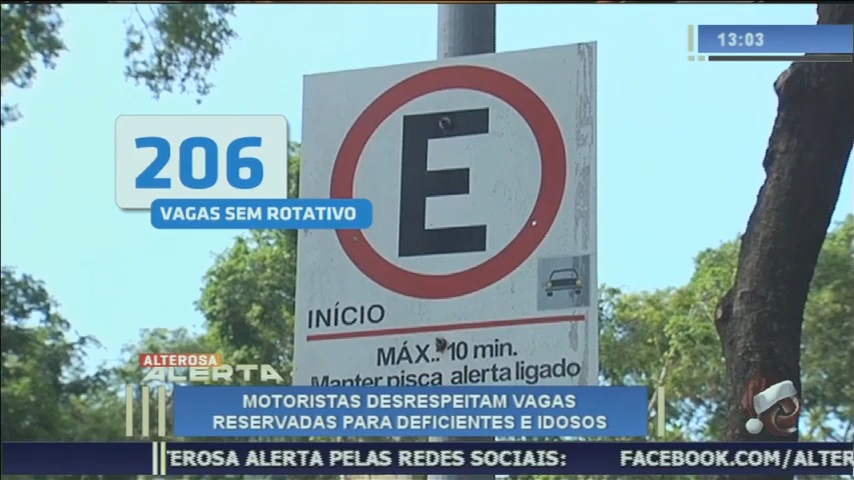 13:03
206
VAGAS SEM ROTATIVO
E
INÍCIO
MÁX.: 10 min.
Manter pisca alerta ligado
ALTEROSA
ALERTA
MOTORISTAS DESRESPEITAM VAGAS
RESERVADAS PARA DEFICIENTES E IDOSOS
TEROSA ALERTA PELAS REDES SOCIAIS: FACEBOOK.COM/ALTER